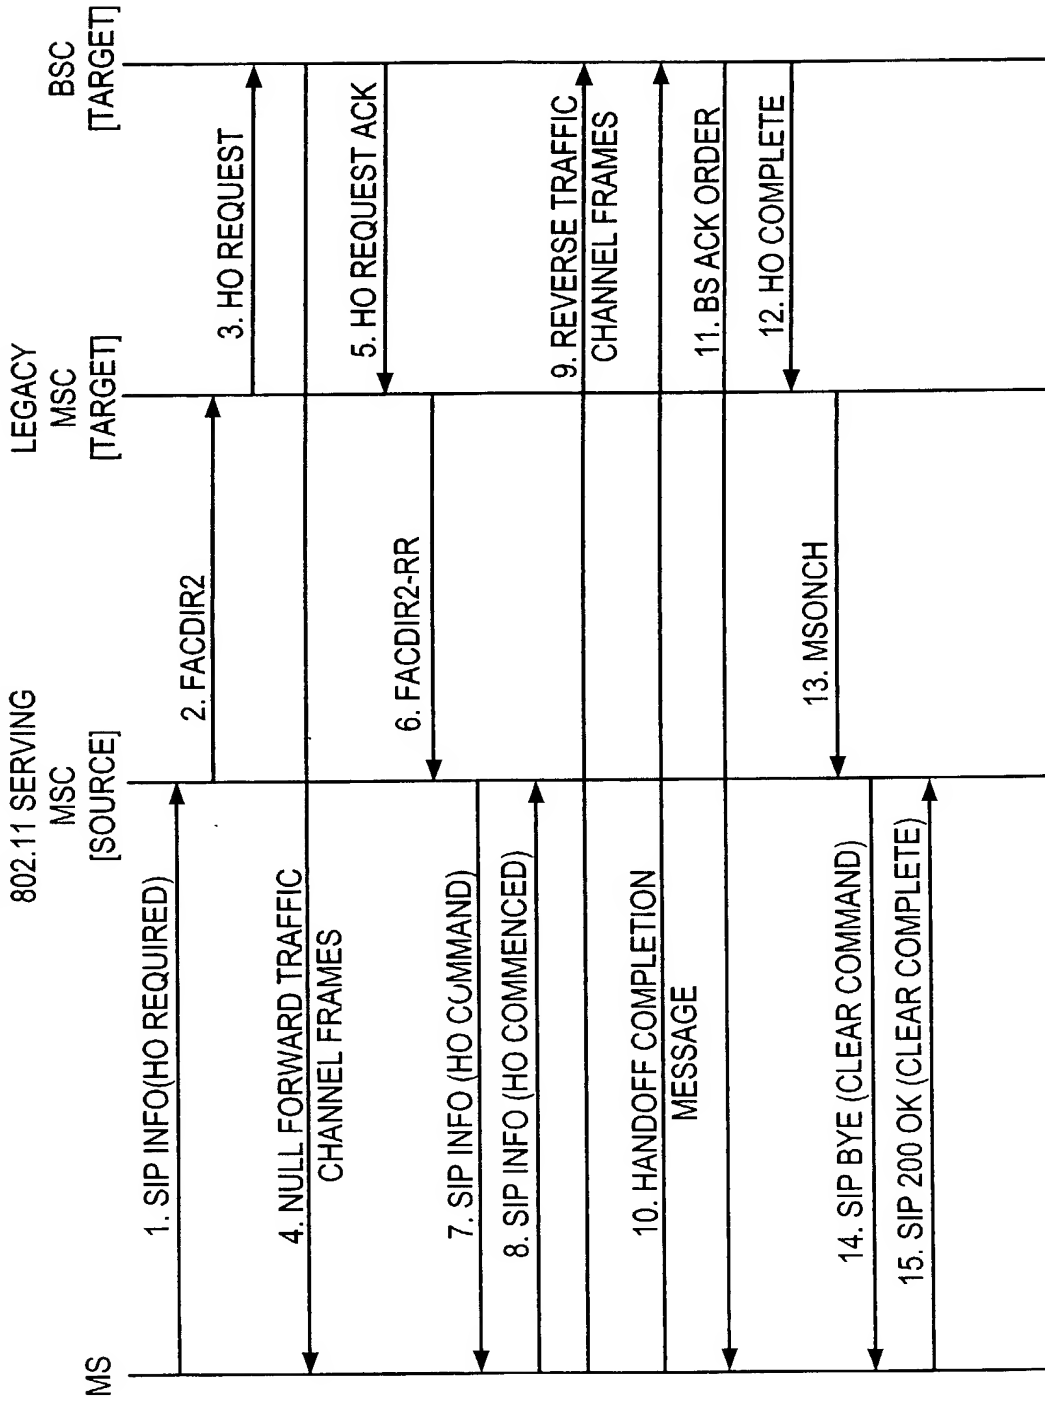 MS
802.11 SERVING
MSC
[SOURCE]
LEGACY
MSC
[TARGET]
BSC
[TARGET]
1. SIP INFO(HO REQUIRED)
2. FACDIR2
3. HO REQUEST
4. NULL FORWARD TRAFFIC
CHANNEL FRAMES
5. HO REQUEST ACK
6. FACDIR2-RR
7. SIP INFO (HO COMMAND)
8. SIP INFO (HO COMMENCED)
9. REVERSE TRAFFIC
CHANNEL FRAMES
10. HANDOFF COMPLETION
MESSAGE
11. BS ACK ORDER
12. HO COMPLETE
13. MSONCH
14. SIP BYE (CLEAR COMMAND)
15. SIP 200 OK (CLEAR COMPLETE)